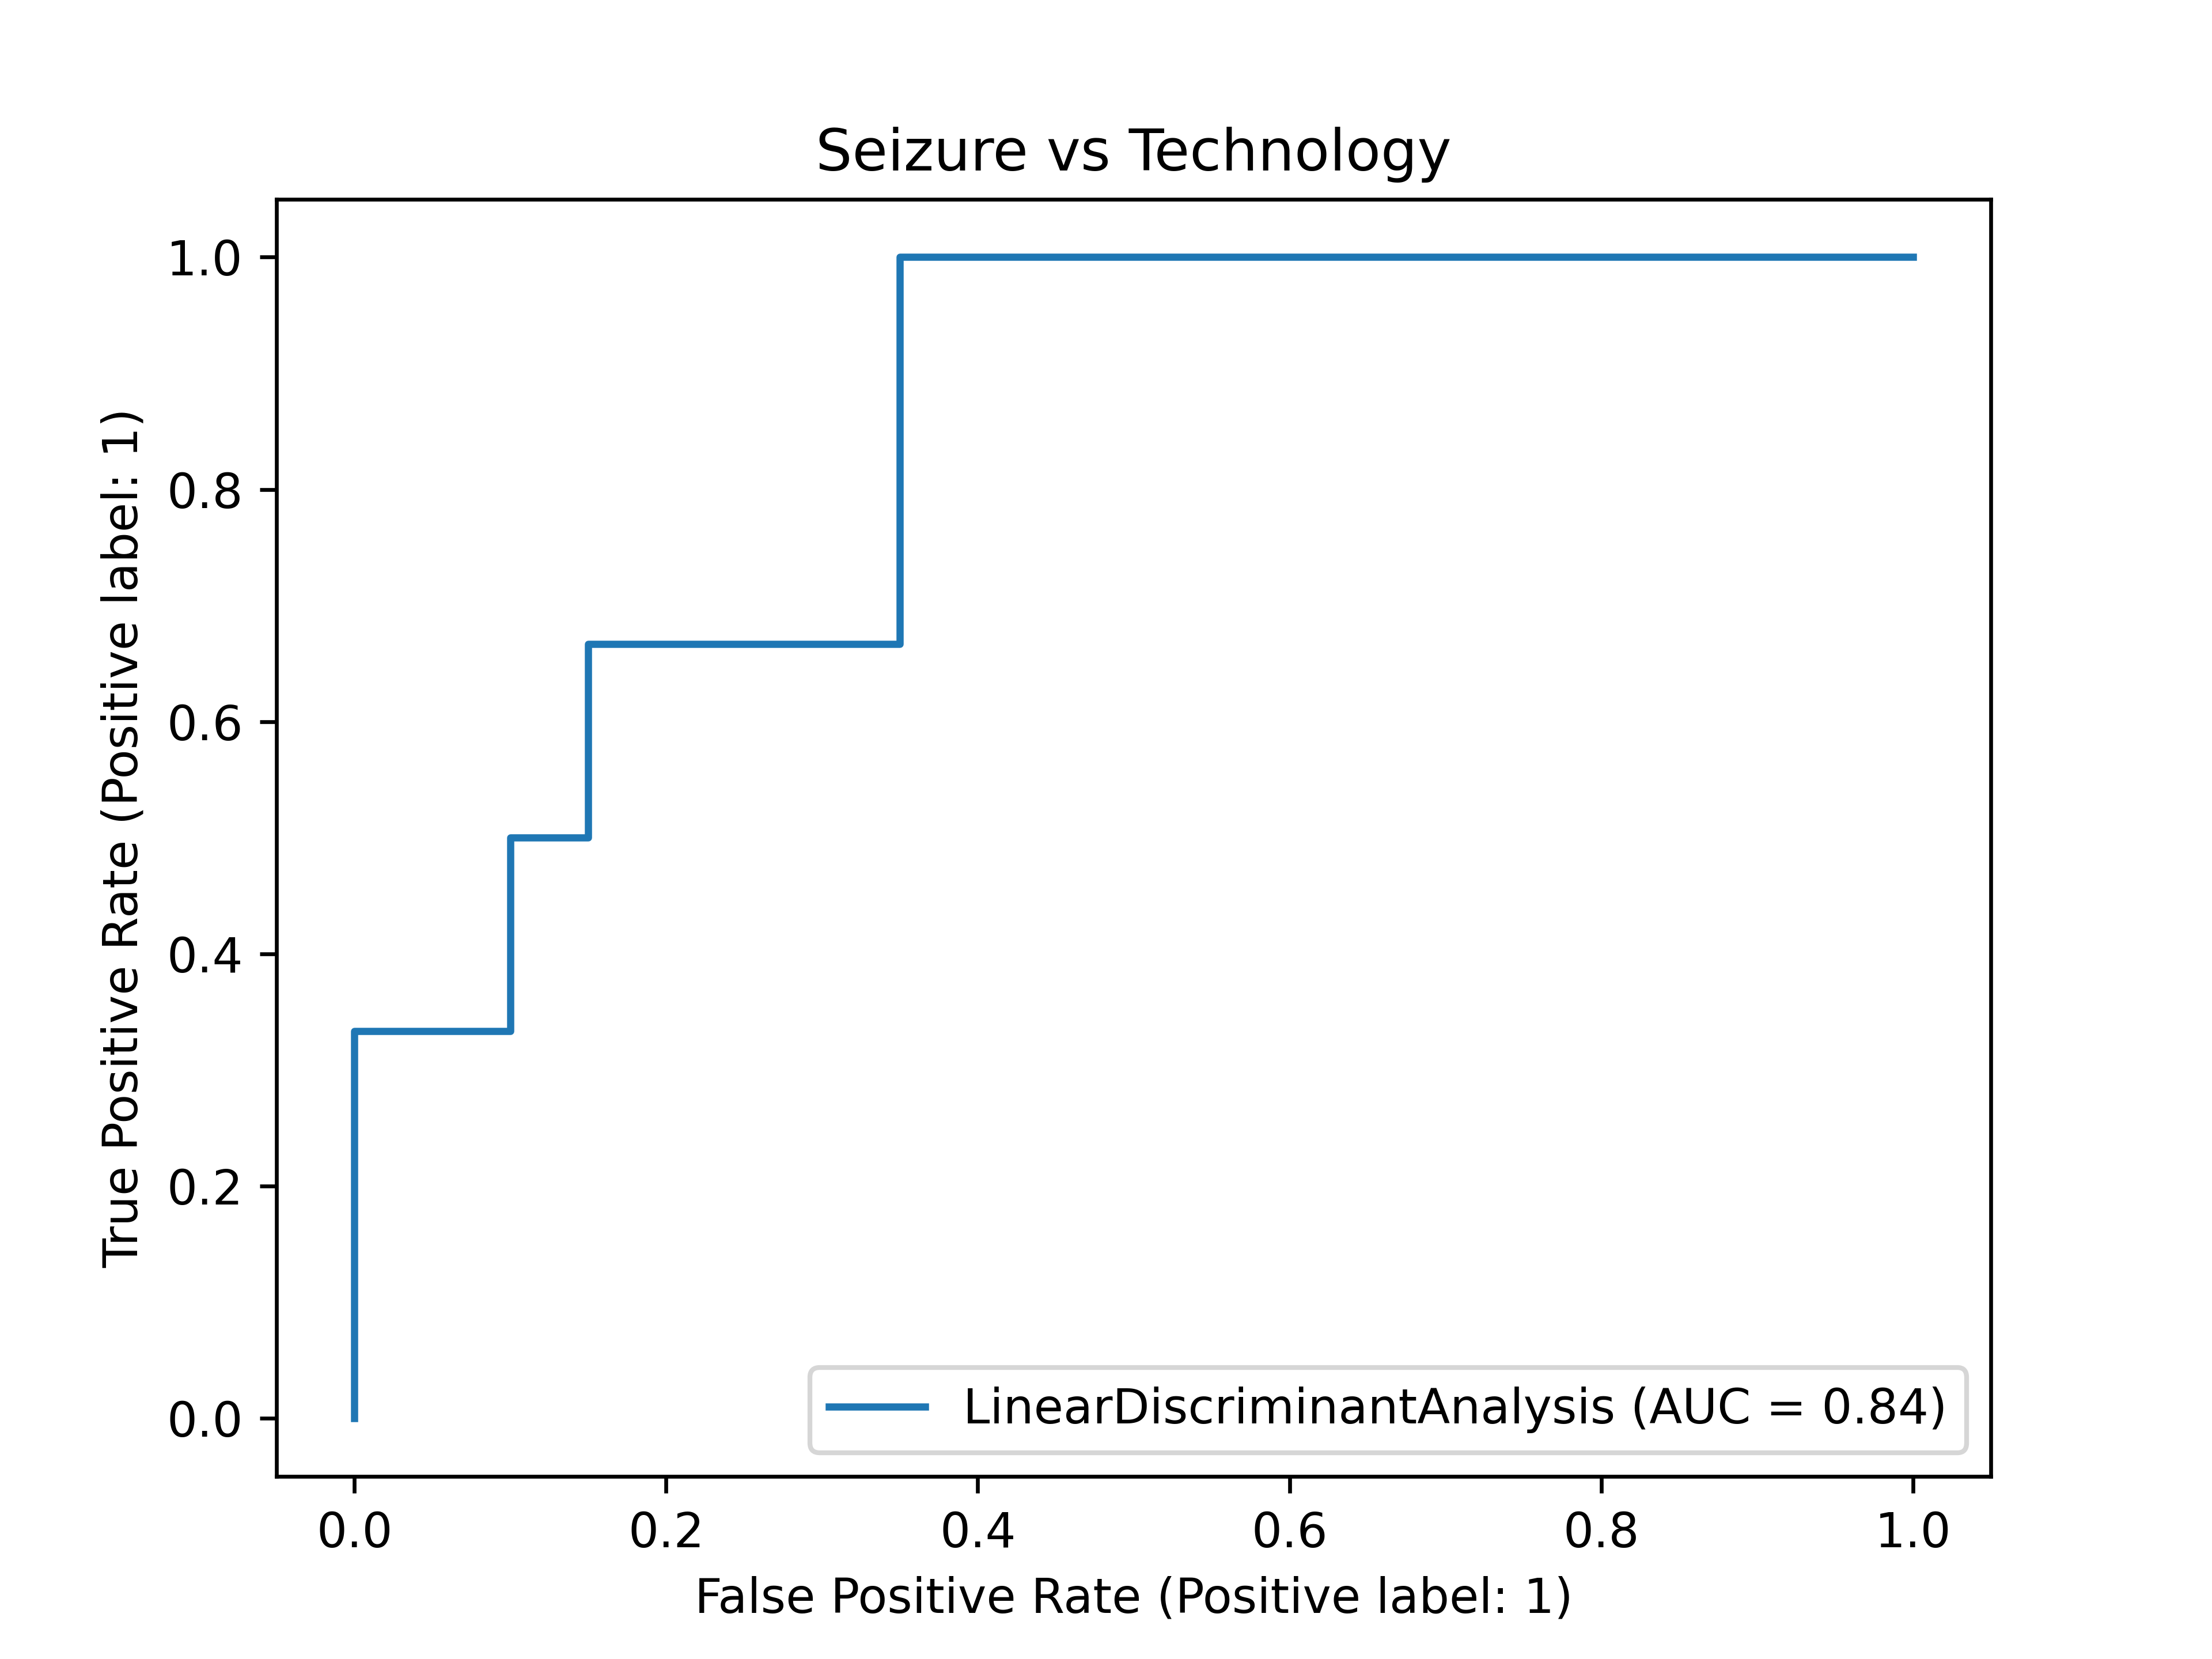 Seizure vs Technology
1.0
0.8
0.6
0.4
0.2
0.0
True Positive Rate (Positive label: 1)
LinearDiscriminantAnalysis (AUC = 0.84)
0.0 0.2 0.4 0.6 0.8 1.0
False Positive Rate (Positive label: 1)